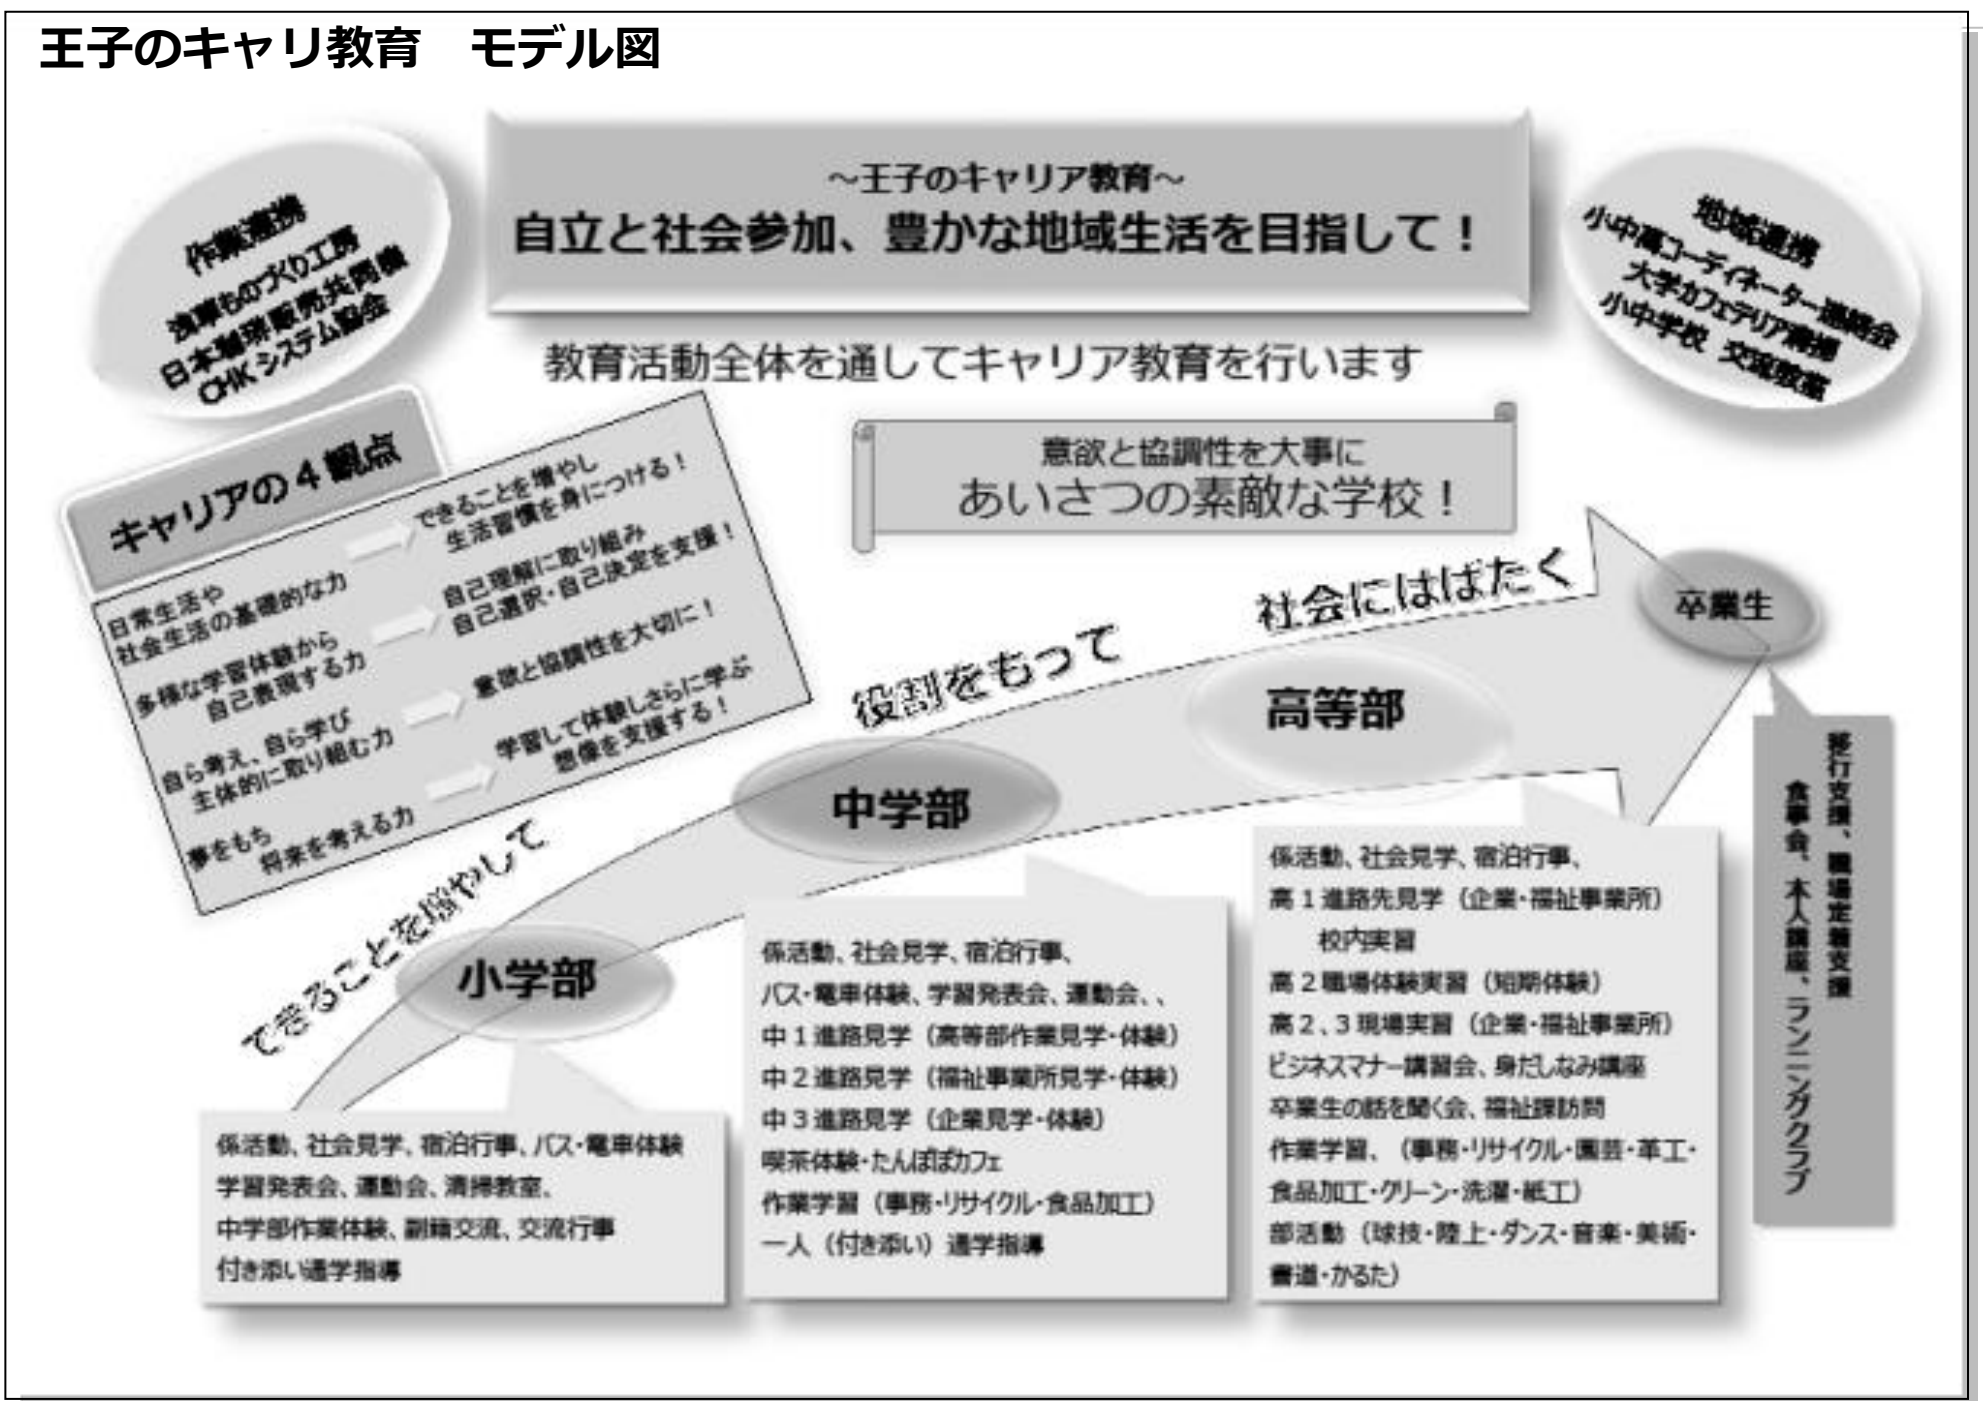 王子のキャリ教育　モデル図
～王子のキャリア教育～
自立と社会参加、豊かな地域生活を目指して！
作業連携
浅草ものづくり工房
日本珈琲販売共同機
CHKシステム協会
地域連携
小中高コーディネーター連絡会
大学カフェテリア清掃
小中学校 交流教室
教育活動全体を通してキャリア教育を行います
意欲と協調性を大事に
あいさつの素敵な学校！
キャリアの４観点
日常生活や
社会生活の基礎的な力
できることを増やし
生活習慣を身につける！
多様な学習体験から
自己表現する力
自己理解に取り組み
自己選択・自己決定を支援！
自ら考え、自ら学び
主体的に取り組む力
意欲と協調性を大切に！
夢をもち
将来を考える力
学習して体験しさらに学ぶ
想像を支援する！
できることを増やして
役割をもって
社会にはばたく
小学部
中学部
高等部
卒業生
係活動、社会見学、宿泊行事、バス・電車体験
学習発表会、運動会、清掃教室、
中学部作業体験、副籍交流、交流行事
付き添い通学指導
係活動、社会見学、宿泊行事、
バス・電車体験、学習発表会、運動会、、
中１進路見学（高等部作業見学・体験）
中２進路見学（福祉事業所見学・体験）
中３進路見学（企業見学・体験）
喫茶体験・たんぽぽカフェ
作業学習（事務・リサイクル・食品加工）
一人（付き添い）通学指導
係活動、社会見学、宿泊行事、
高１進路先見学（企業・福祉事業所）
校内実習
高２職場体験実習（短期体験）
高２、３現場実習（企業・福祉事業所）
ビジネスマナー講習会、身だしなみ講座
卒業生の話を聞く会、福祉課訪問
作業学習、（事務・リサイクル・園芸・革工・
食品加工・クリーン・洗濯・紙工）
部活動（球技・陸上・ダンス・音楽・美術・
書道・かるた）
移行支援、職場定着支援
食事会、本人講座、ランニングクラブ